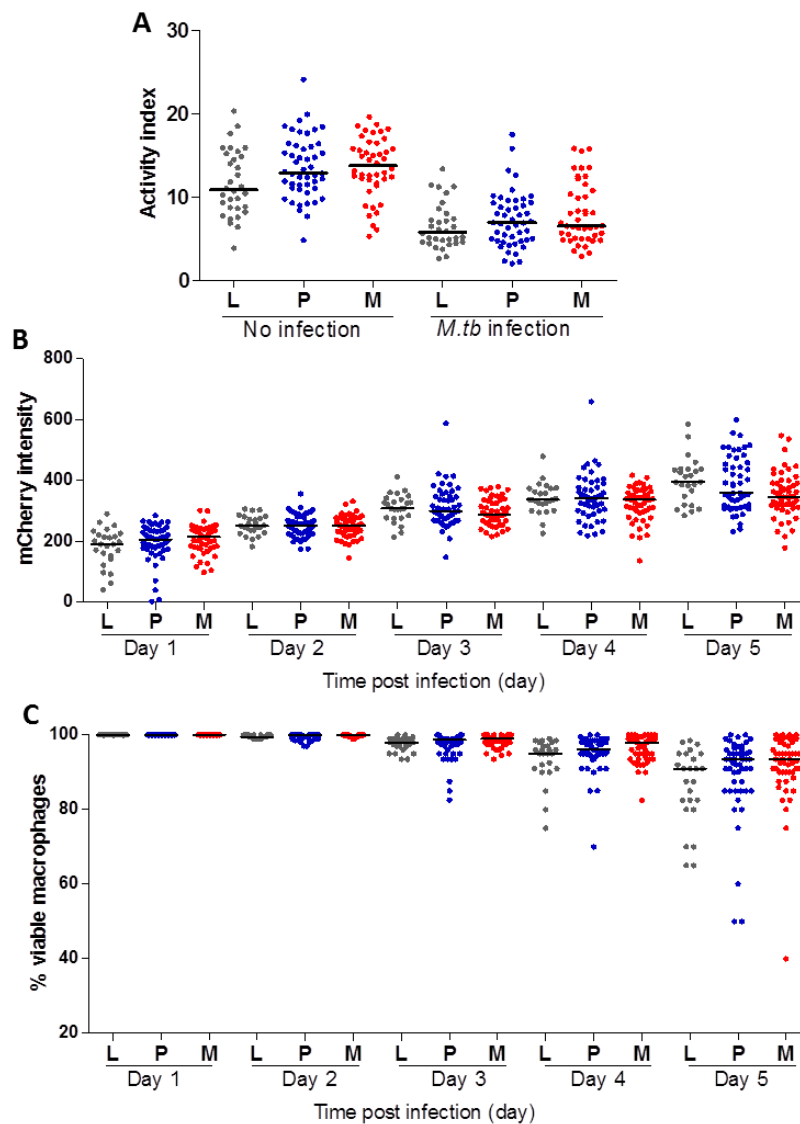 A
30
20
10
0
Activity index
L P M L P M
No infection M.tb infection
B
800
600
400
200
0
mCherry intensity
L P M L P M L P M L P M L P M
Day 1 Day 2 Day 3 Day 4 Day 5
Time post infection (day)
C
100
80
60
40
20
% viable macrophages
L P M L P M L P M L P M L P M
Day 1 Day 2 Day 3 Day 4 Day 5
Time post infection (day)